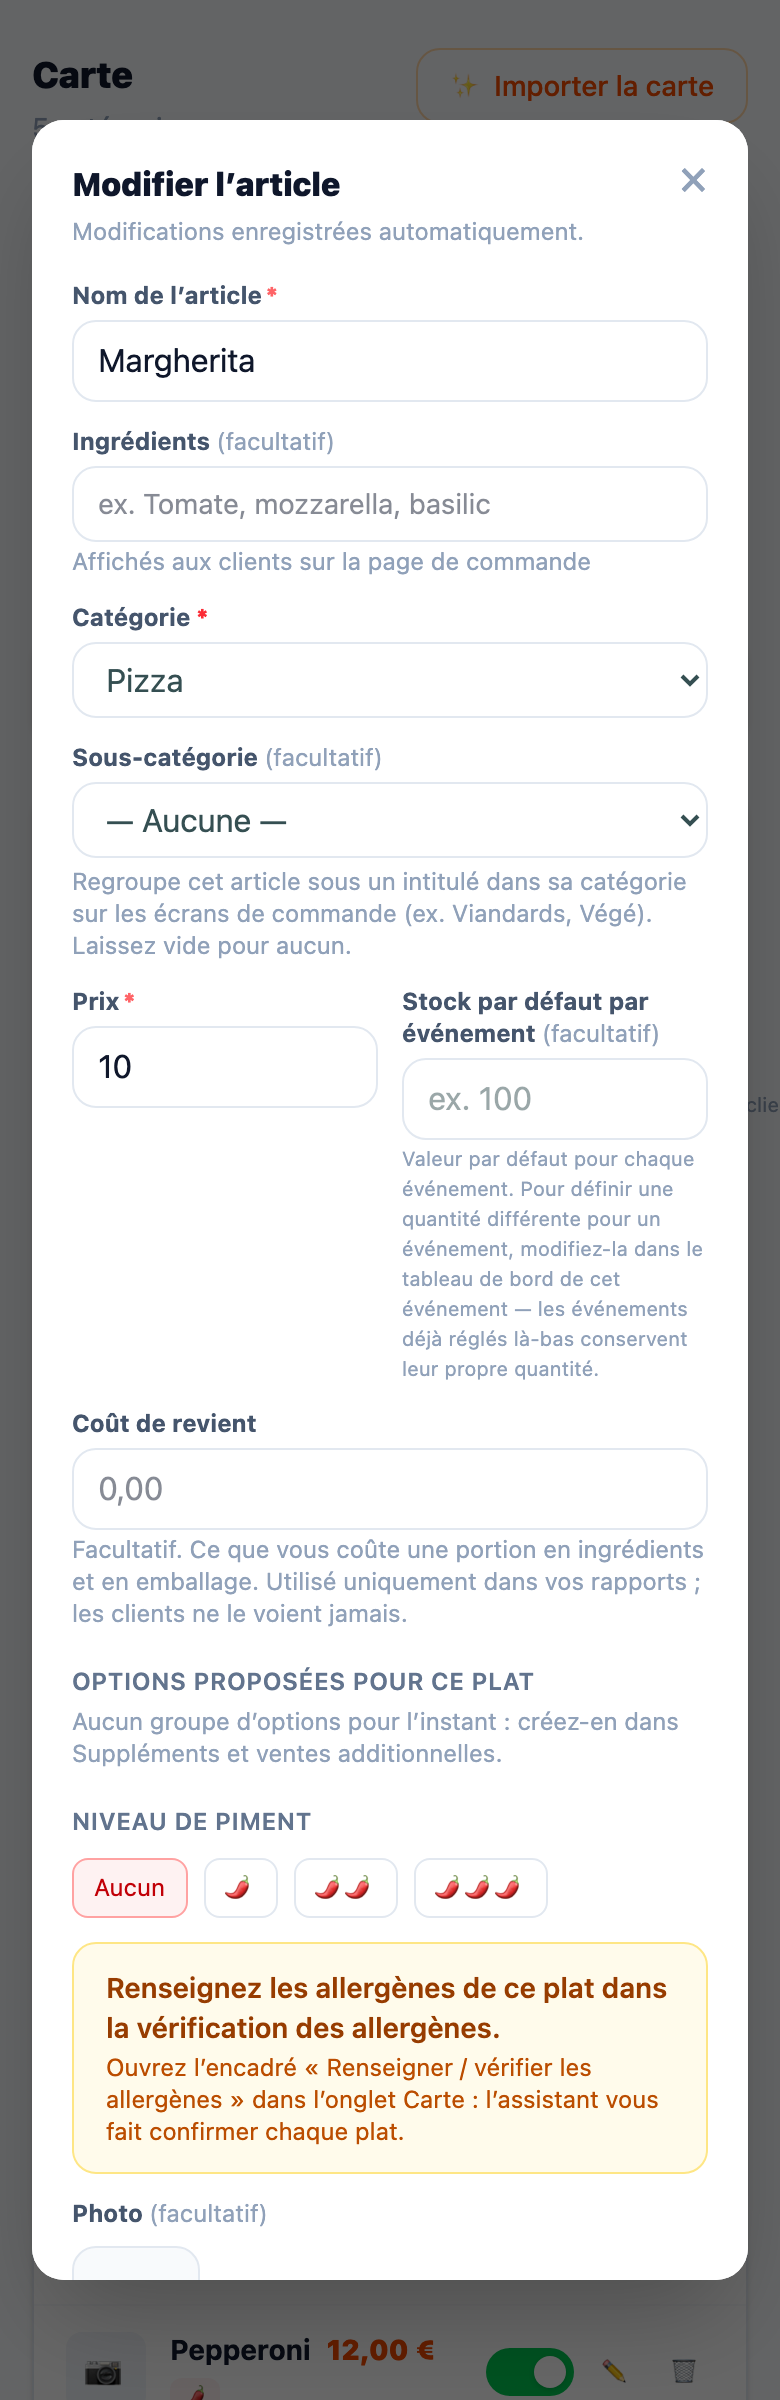 Carte
Importer la carte
Modifier l’article
Modifications enregistrées automatiquement.
Nom de l’article *
Margherita
Ingrédients (facultatif)
ex. Tomate, mozzarella, basilic
Affichés aux clients sur la page de commande
Catégorie *
Pizza
Sous-catégorie (facultatif)
— Aucune —
Regroupe cet article sous un intitulé dans sa catégorie
sur les écrans de commande (ex. Viandards, Végé).
Laissez vide pour aucun.
Prix *
10
Stock par défaut par
événement (facultatif)
ex. 100
Valeur par défaut pour chaque
événement. Pour définir une
quantité différente pour un
événement, modifiez-la dans le
tableau de bord de cet
événement — les événements
déjà réglés là-bas conservent
leur propre quantité.
Coût de revient
0,00
Facultatif. Ce que vous coûte une portion en ingrédients
et en emballage. Utilisé uniquement dans vos rapports ;
les clients ne le voient jamais.
OPTIONS PROPOSÉES POUR CE PLAT
Aucun groupe d’options pour l’instant : créez-en dans
Suppléments et ventes additionnelles.
NIVEAU DE PIMENT
Aucun
Renseignez les allergènes de ce plat dans
la vérification des allergènes.
Ouvrez l’encadré « Renseigner / vérifier les
allergènes » dans l’onglet Carte : l’assistant vous
fait confirmer chaque plat.
Photo (facultatif)
Pepperoni 12,00 €